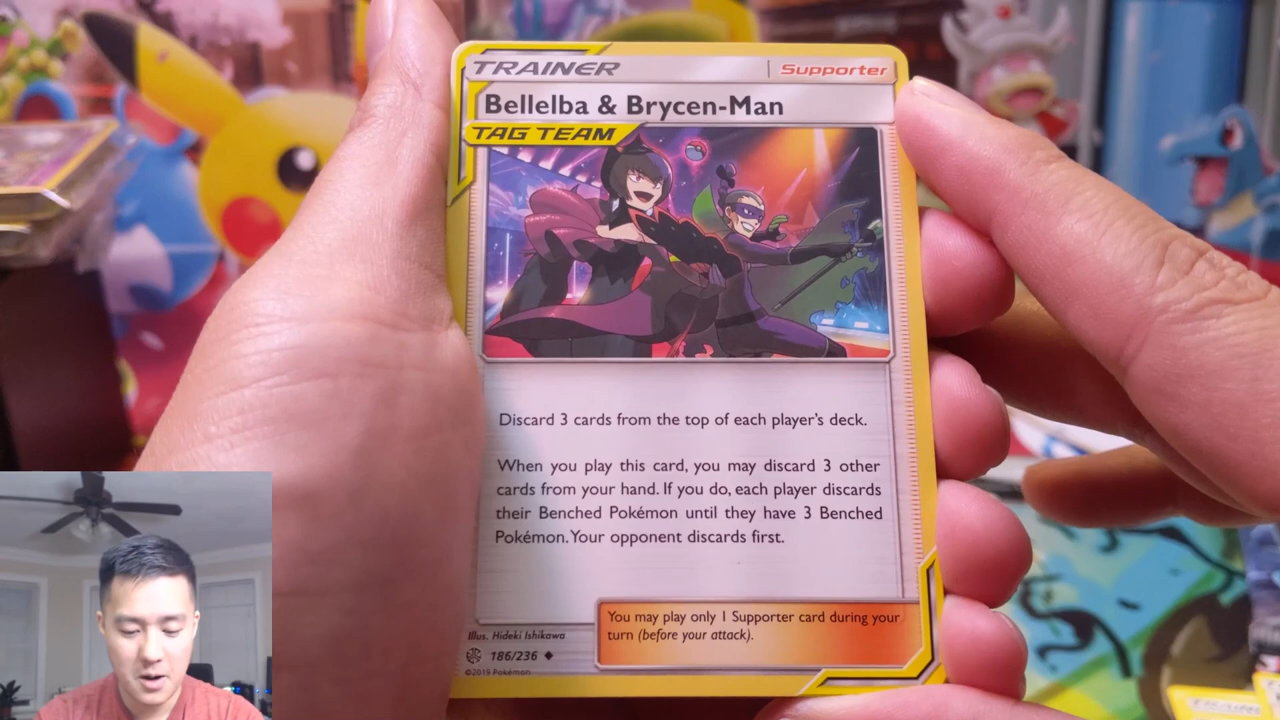 TRAINER
Supporter
Bellelba & Brycen-Man
TAG TEAM
Discard 3 cards from the top of each player's deck.
When you play this card, you may discard 3 other
cards from your hand. If you do, each player discards
their Benched Pokémon until they have 3 Benched
Pokémon. Your opponent discards first.
You may play only 1 Supporter card during your
turn (before your attack).
Illus. Hideki Ishikawa
186/236
©2019 Pokémon